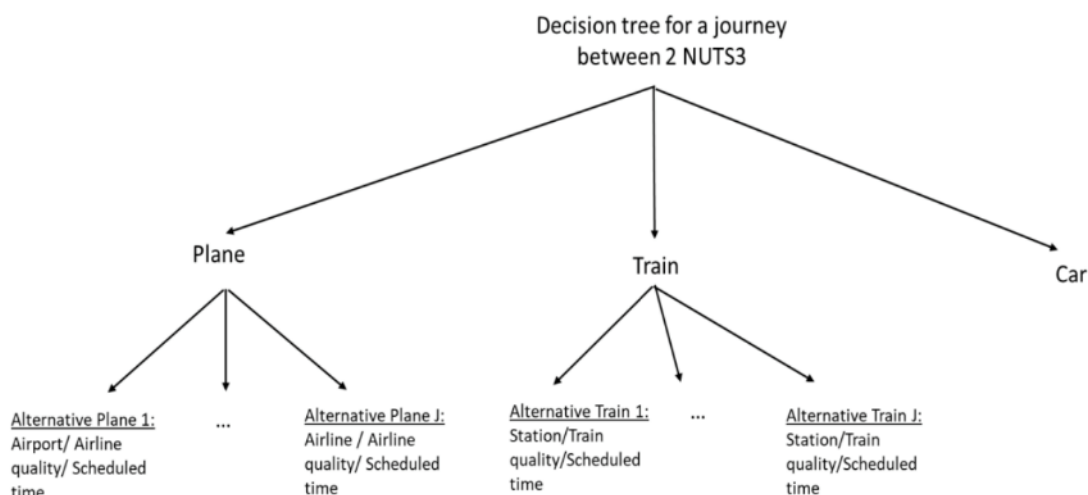 Decision tree for a journey
between 2 NUTS3
Plane
Train
Car
Alternative Plane 1:
Airport/ Airline
quality/ Scheduled
time
...
Alternative Plane J:
Airline / Airline
quality/ Scheduled
time
Alternative Train 1:
Station/Train
quality/Scheduled
time
...
Alternative Train J:
Station/Train
quality/Scheduled
time